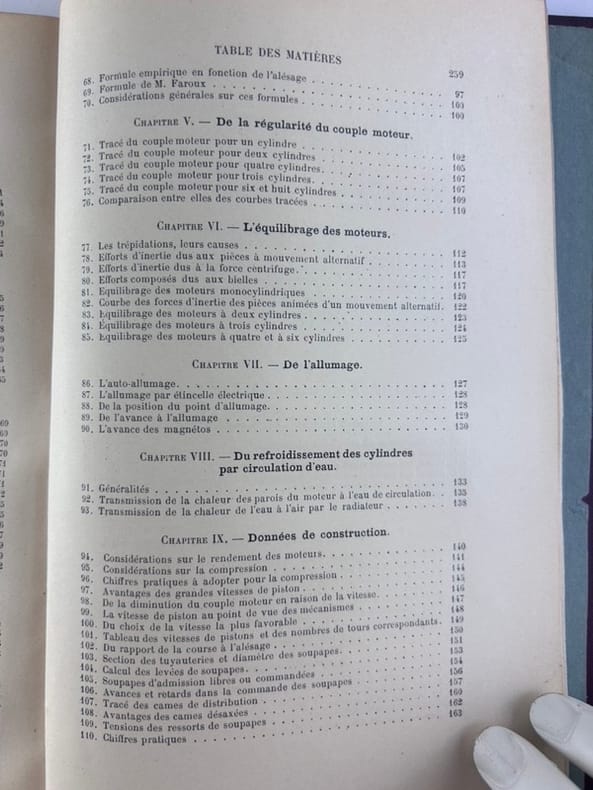 TABLE DES MATIÈRES 259
68. Formule empirique en fonction de l'alésage . . . 97
69. Formule de M. Faroux . . . 100
70. Considérations générales sur ces formules . . . 100
CHAPITRE V. — De la régularité du couple moteur.
71. Tracé du couple moteur pour un cylindre . . . 102
72. Tracé du couple moteur pour deux cylindres . . . 105
73. Tracé du couple moteur pour quatre cylindres. . . . 107
74. Tracé du couple moteur pour trois cylindres. . . . 107
75. Tracé du couple moteur pour six et huit cylindres . . . 109
76. Comparaison entre elles des courbes tracées . . . 110
CHAPITRE VI. — L'équilibrage des moteurs.
77. Les trépidations, leurs causes . . . 112
78. Efforts d'inertie dus aux pièces à mouvement alternatif . . . 113
79. Efforts d'inertie dus à la force centrifuge. . . . 117
80. Efforts composés dus aux bielles . . . 117
81. Equilibrage des moteurs monocylindriques . . . 120
82. Courbe des forces d'inertie des pièces animées d'un mouvement alternatif. 122
83. Equilibrage des moteurs à deux cylindres . . . 123
84. Equilibrage des moteurs à trois cylindres . . . 124
85. Equilibrage des moteurs à quatre et à six cylindres . . . 125
CHAPITRE VII. — De l'allumage.
86. L'auto-allumage. . . . 127
87. L'allumage par étincelle électrique . . . 128
88. De la position du point d'allumage. . . . 128
89. De l'avance à l'allumage . . . 129
90. L'avance des magnétos . . . 130
CHAPITRE VIII. — Du refroidissement des cylindres
par circulation d'eau.
91. Généralités . . . 133
92. Transmission de la chaleur des parois du moteur à l'eau de circulation. . . 135
93. Transmission de la chaleur de l'eau à l'air par le radiateur . . . 138
CHAPITRE IX. — Données de construction.
94. Considérations sur le rendement des moteurs. . . . 140
95. Considérations sur la compression . . . 141
96. Chiffres pratiques à adopter pour la compression . . . 144
97. Avantages des grandes vitesses de piston . . . 145
98. De la diminution du couple moteur en raison de la vitesse. . . . 146
99. La vitesse de piston au point de vue des mécanismes . . . 147
100. Du choix de la vitesse la plus favorable . . . 148
101. Tableau des vitesses de pistons et des nombres de tours correspondants. 149
102. Du rapport de la course à l'alésage . . . 150
103. Section des tuyauteries et diamètre des soupapes. . . . 151
104. Calcul des levées de soupapes. . . . 153
105. Soupapes d'admission libres ou commandées . . . 154
106. Avances et retards dans la commande des soupapes . . . 156
107. Tracé des cames de distribution . . . 157
108. Avantages des cames désaxées . . . 160
109. Tensions des ressorts de soupapes . . . 162
110. Chiffres pratiques . . . 163